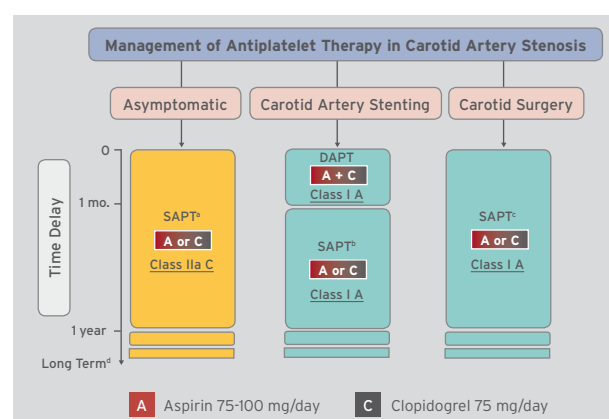 Management of Antiplatelet Therapy in Carotid Artery Stenosis
Asymptomatic
Carotid Artery Stenting
Carotid Surgery
Time Delay
0
1 mo.
1 year
Long Termᵈ
SAPTᵃ
A or C
Class IIa C
DAPT
A + C
Class I A
SAPTᵇ
A or C
Class I A
SAPTᶜ
A or C
Class I A
A Aspirin 75-100 mg/day
C Clopidogrel 75 mg/day